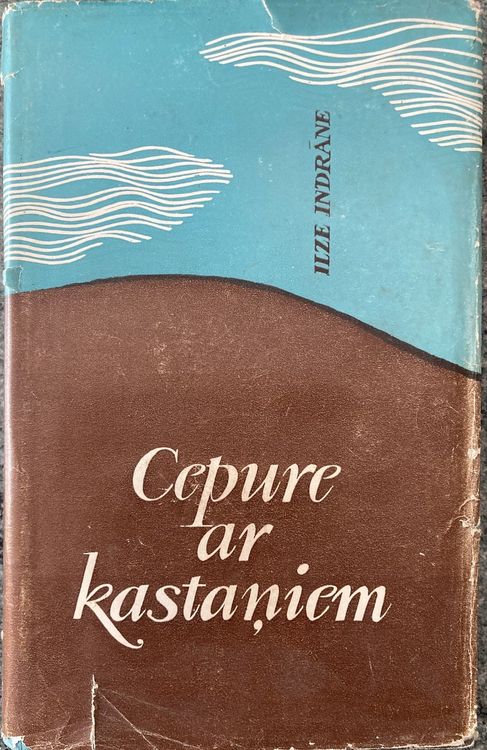 ILZE INDRĀNE
Cepure
ar
kastaņiem